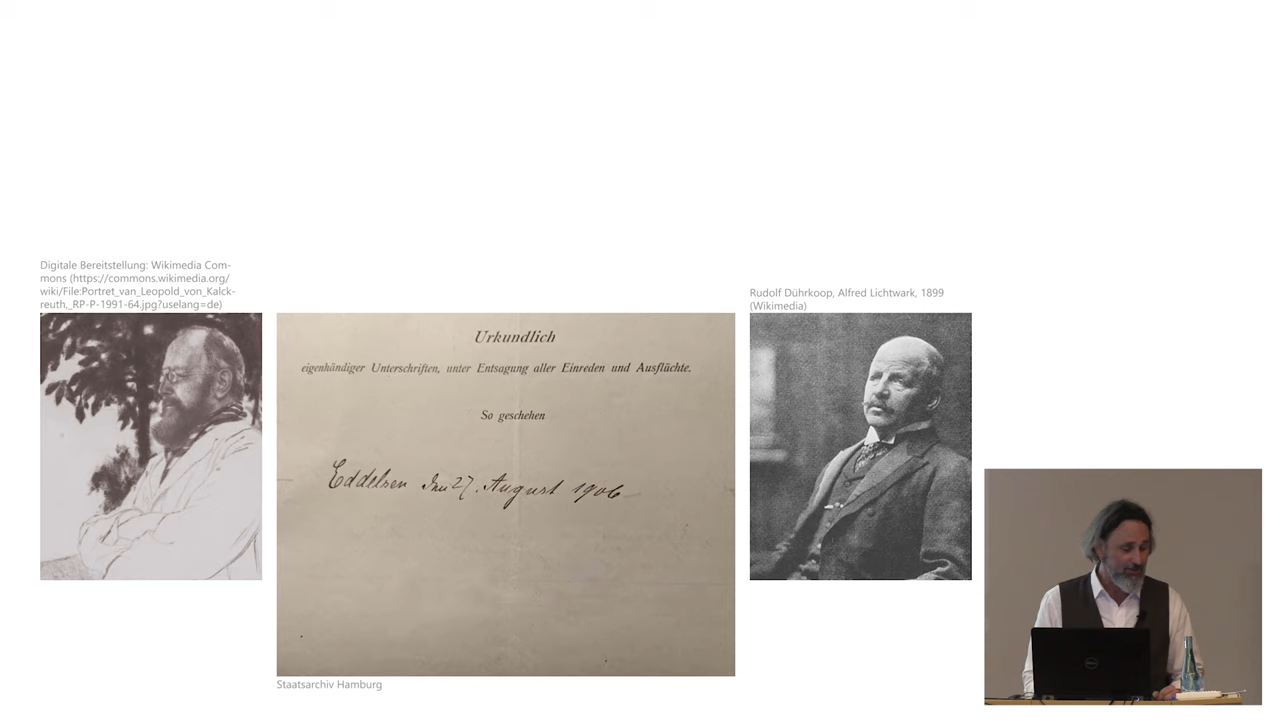 Digitale Bereitstellung: Wikimedia Com-
mons (https://commons.wikimedia.org/
wiki/File:Portret_van_Leopold_von_Kalck-
reuth,_RP-P-1991-64.jpg?uselang=de)
Urkundlich
eigenhändiger Unterschriften, unter Entsagung aller Einreden und Ausflüchte.
So geschehen
Eddelsen den 27. August 1906
Staatsarchiv Hamburg
Rudolf Dührkoop, Alfred Lichtwark, 1899
(Wikimedia)
DELL